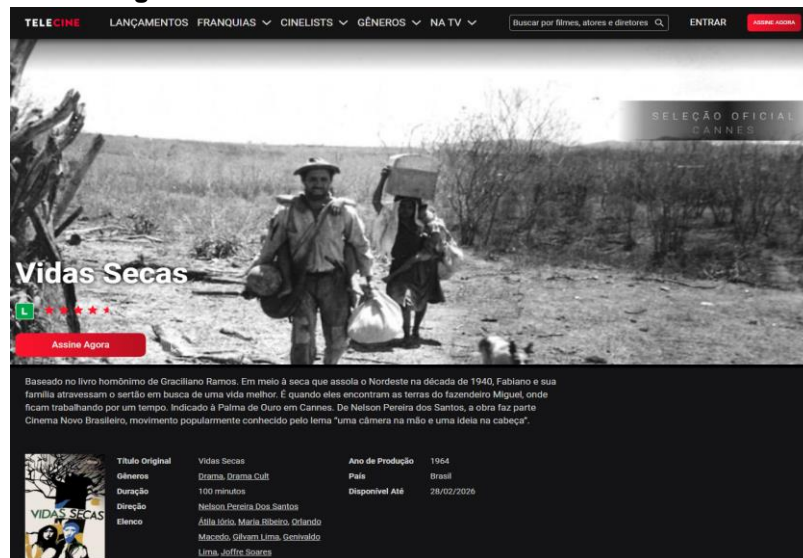 TELECINE LANÇAMENTOS FRANQUIAS CINELISTS GÊNEROS NA TV Buscar por filmes, atores e diretores ENTRAR ASSINE AGORA
SELEÇÃO OFICIAL
CANNES
Vidas Secas
L
Assine Agora
Baseado no livro homônimo de Graciliano Ramos. Em meio à seca que assola o Nordeste na década de 1940, Fabiano e sua
família atravessam o sertão em busca de uma vida melhor. É quando eles encontram as terras do fazendeiro Miguel, onde
ficam trabalhando por um tempo. Indicado à Palma de Ouro em Cannes. De Nelson Pereira dos Santos, a obra faz parte
Cinema Novo Brasileiro, movimento popularmente conhecido pelo lema "uma câmera na mão e uma ideia na cabeça".
VIDAS SECAS
Título Original Vidas Secas Ano de Produção 1964
Gêneros Drama, Drama Cult País Brasil
Duração 100 minutos Disponível Até 28/02/2026
Direção Nelson Pereira Dos Santos
Elenco Átila Iório, Maria Ribeiro, Orlando
Macedo, Gilvam Lima, Genivaldo
Lima, Joffre Soares